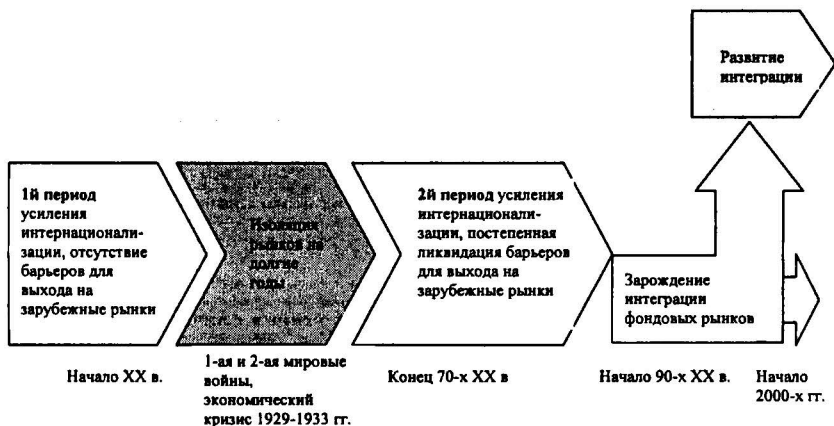 Развитие
интеграции
1й период
усиления
интернационали-
зации, отсутствие
барьеров для
выхода на
зарубежные рынки
Изоляция
рынков на
долгие
годы
2й период усиления
интернационали-
зации, постепенная
ликвидация барьеров
для выхода на
зарубежные рынки
Зарождение
интеграции
фондовых рынков
Начало XX в.
1-ая и 2-ая мировые
войны,
экономический
кризис 1929-1933 гг.
Конец 70-х XX в
Начало 90-х XX в.
Начало
2000-х гг.